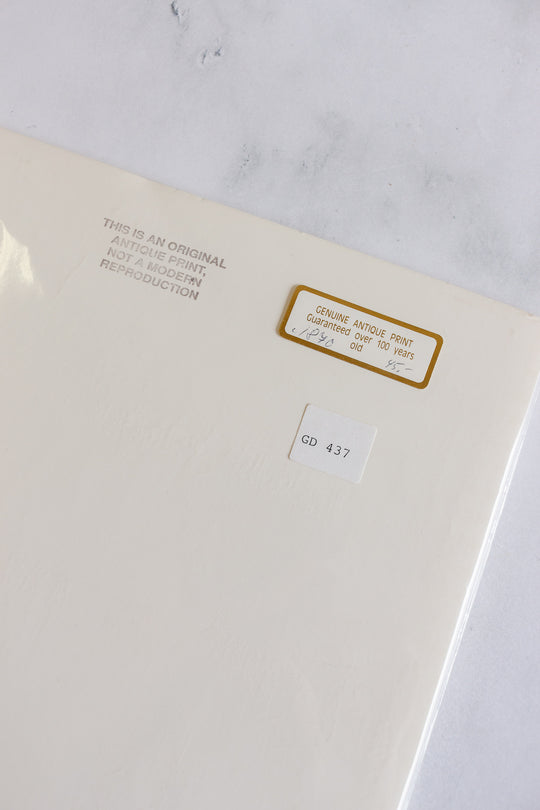 THIS IS AN ORIGINAL
ANTIQUE PRINT,
NOT A MODERN
REPRODUCTION
GENUINE ANTIQUE PRINT
Guaranteed over 100 years
old
45.-
GD 437